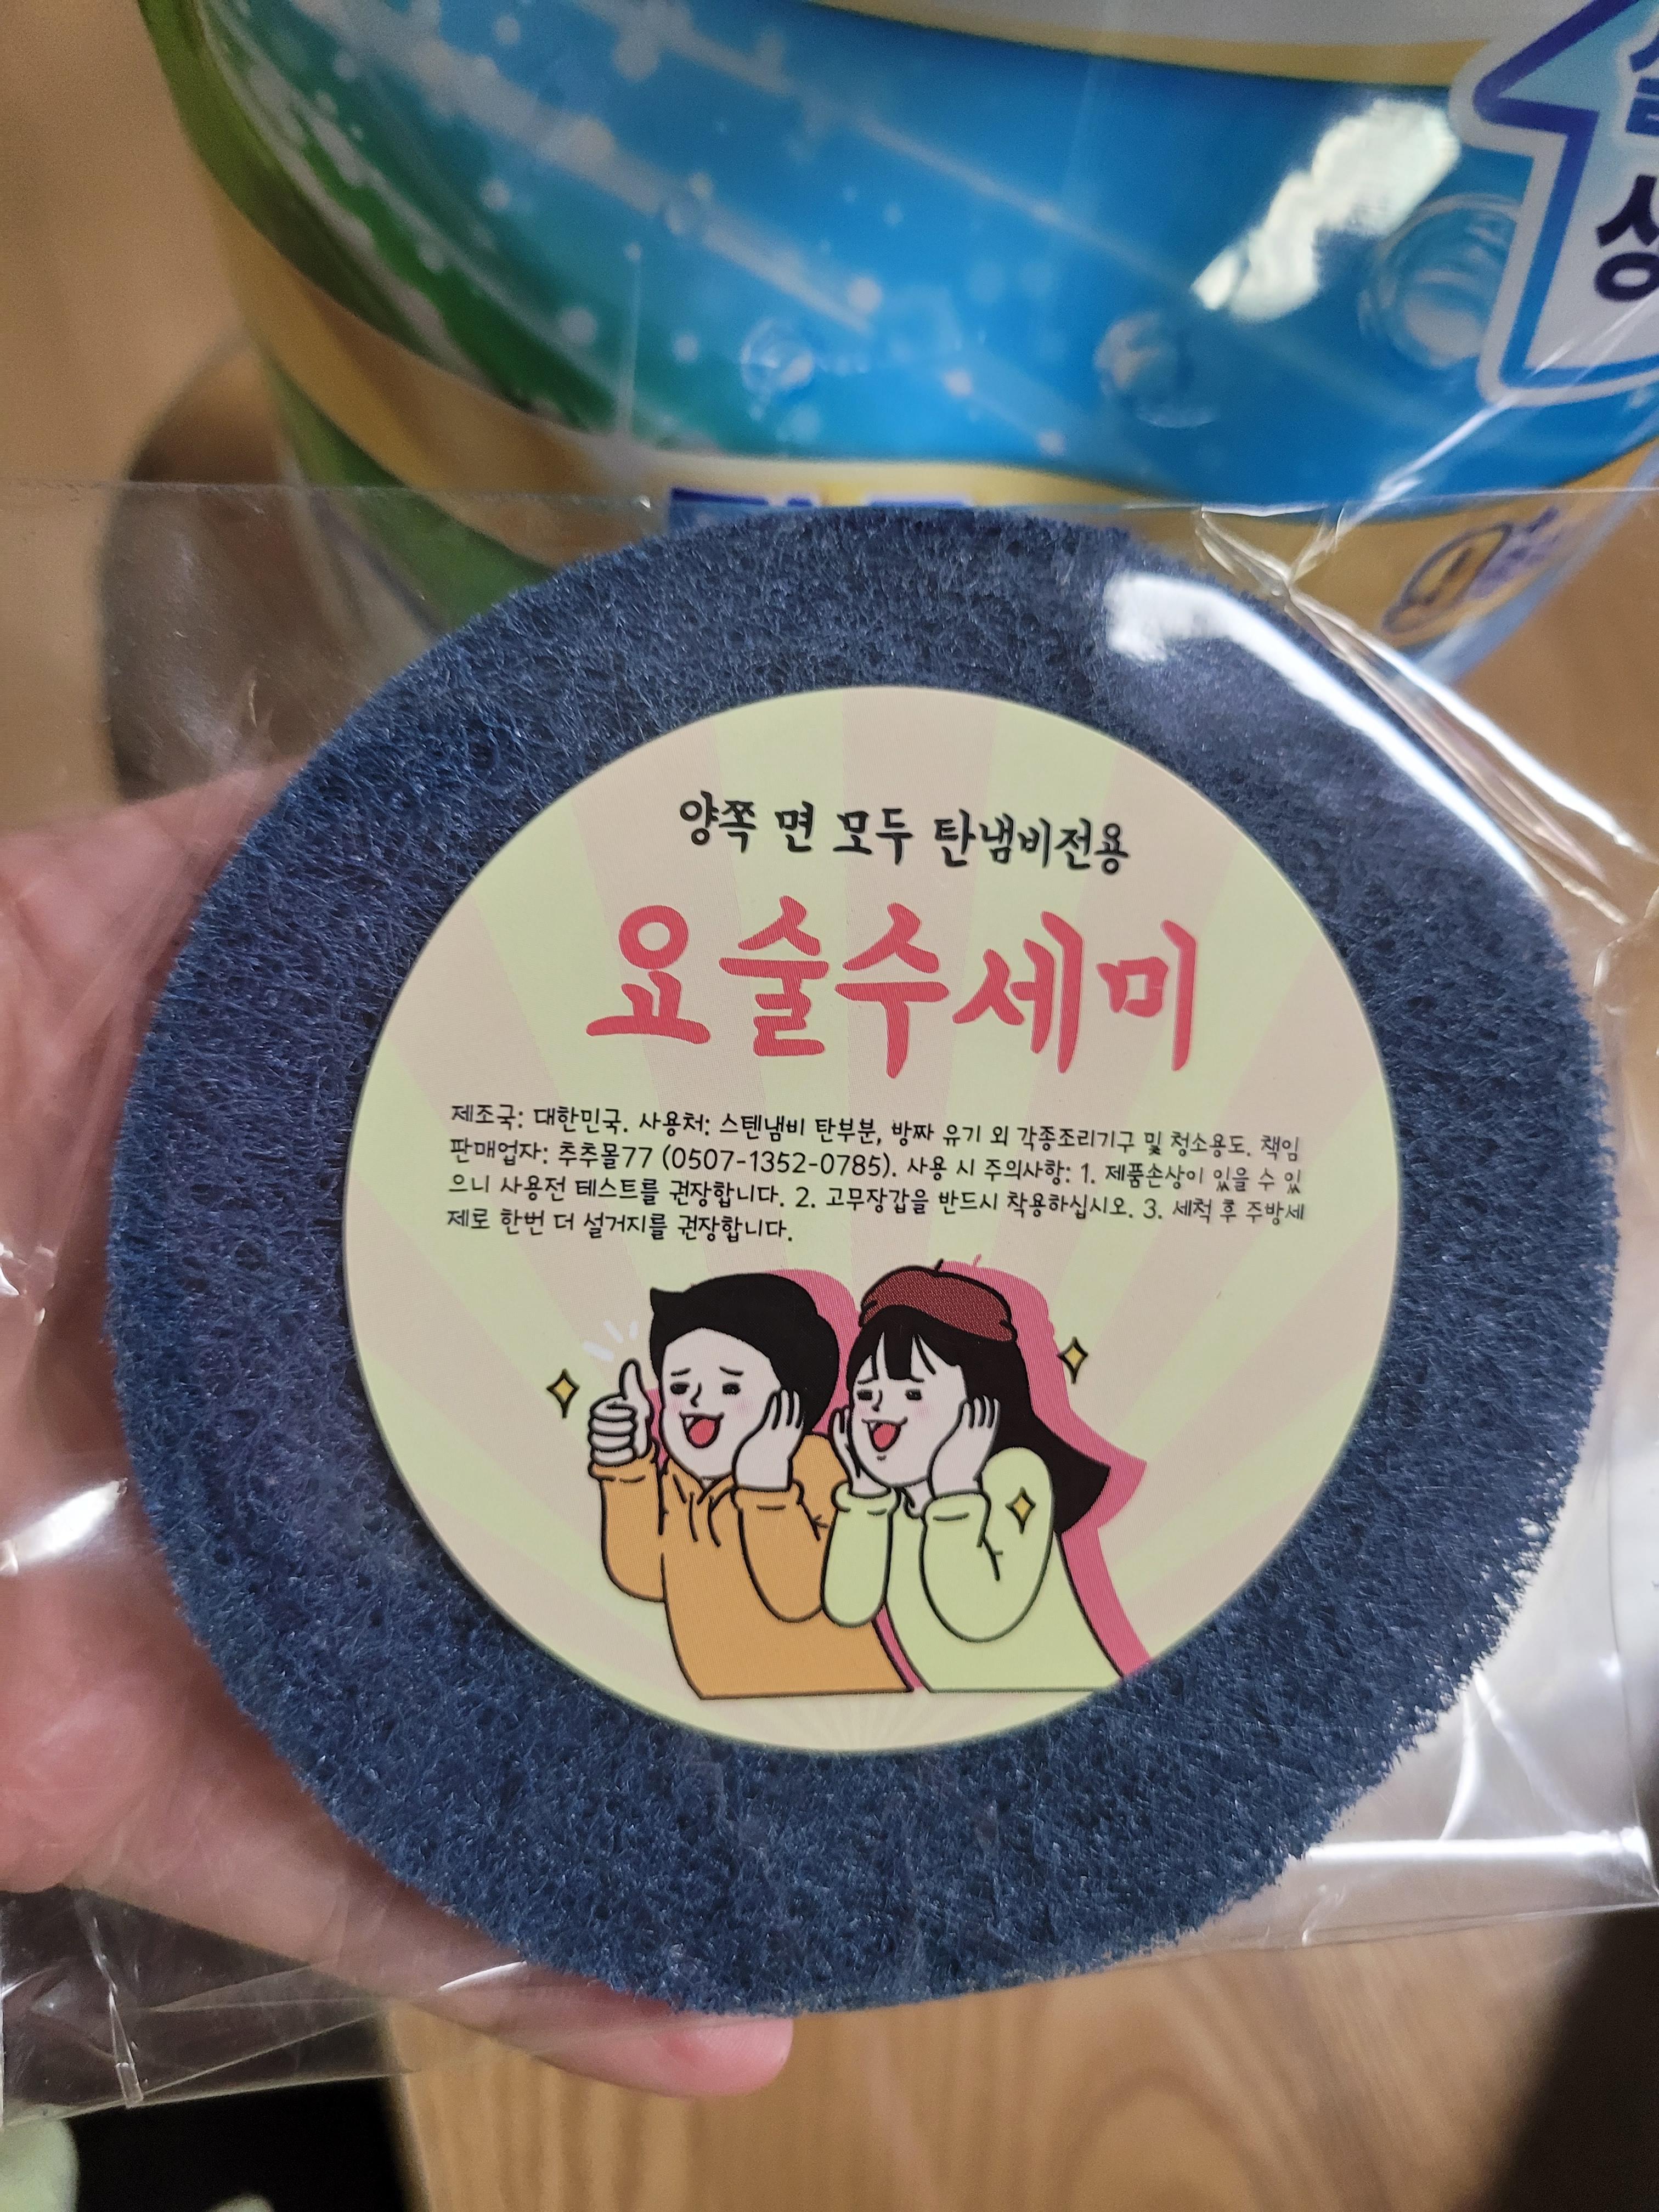 양쪽 면 모두 탄냄비전용
요술수세미
제조국: 대한민국. 사용처: 스텐냄비 탄부분, 방짜 유기 외 각종조리기구 및 청소용도. 책임
판매업자: 추추몰77 (0507-1352-0785). 사용 시 주의사항: 1. 제품손상이 있을 수 있
으니 사용전 테스트를 권장합니다. 2. 고무장갑을 반드시 착용하십시오. 3. 세척 후 주방세
제로 한번 더 설거지를 권장합니다.